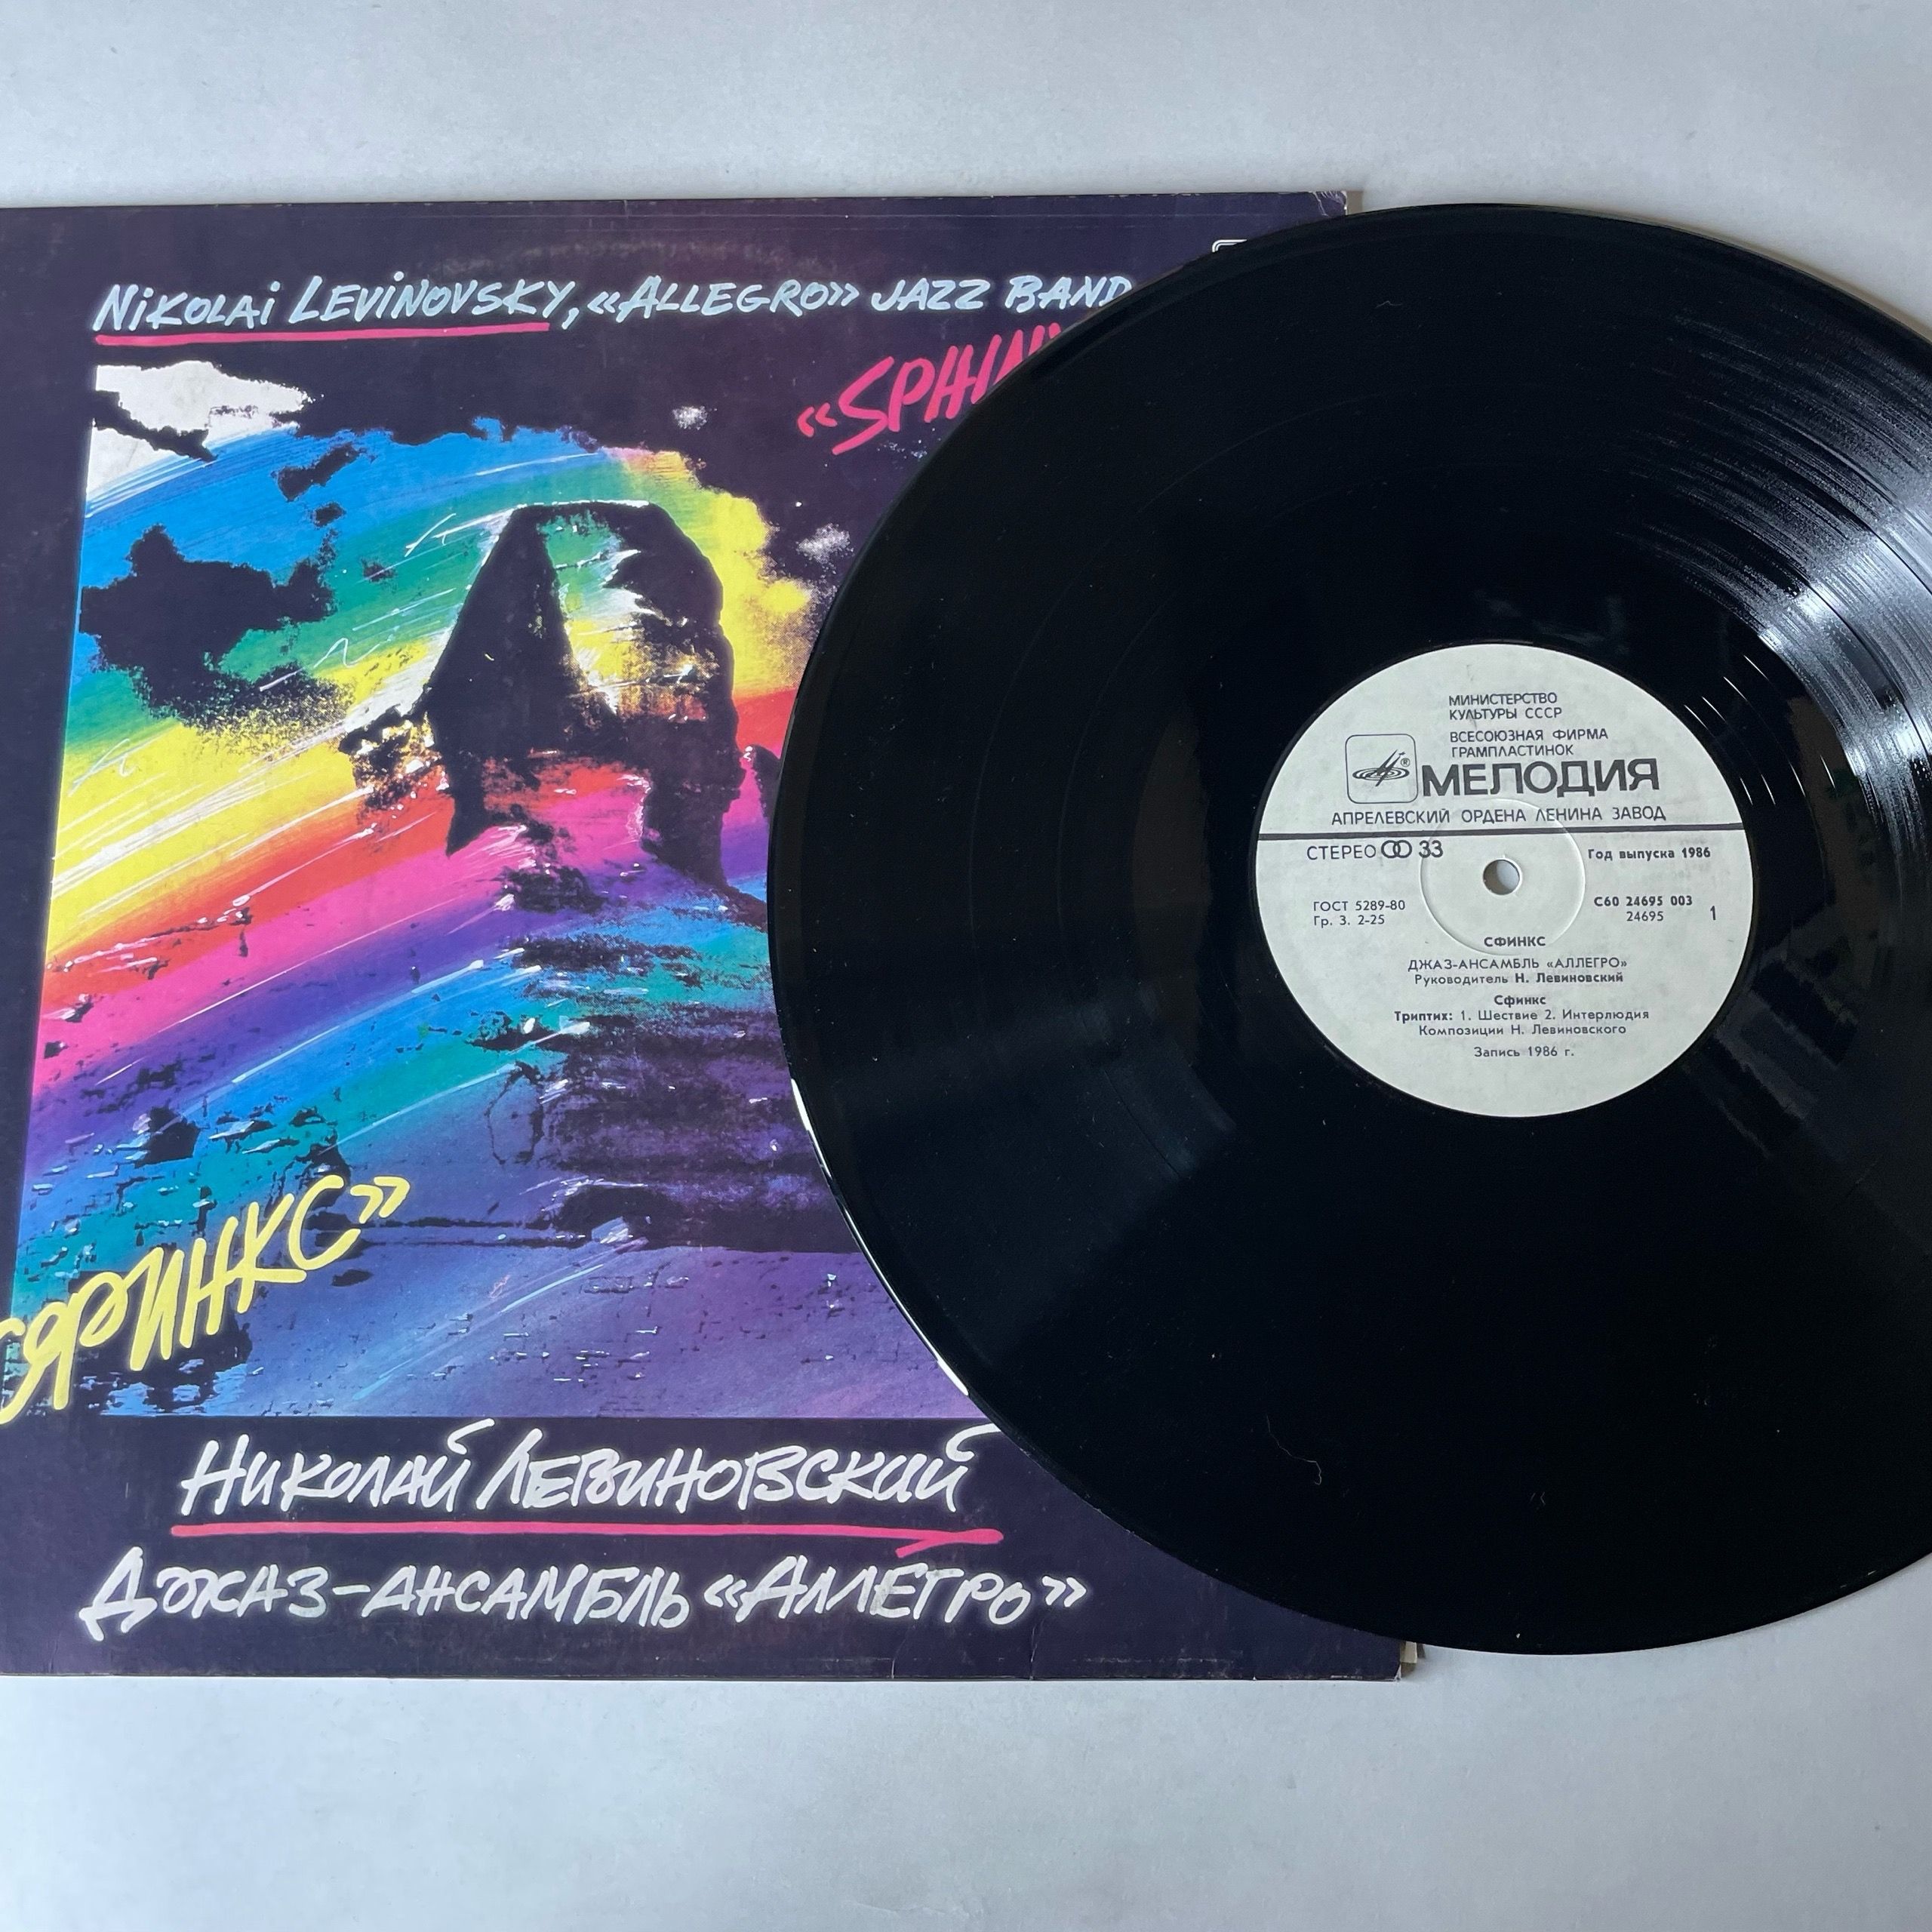 Nikolai Levinovsky, «Allegro» jazz band
«СФИНКС»
Николай Левиновский
Джаз-ансамбль «Аллегро»
МИНИСТЕРСТВО
КУЛЬТУРЫ СССР
ВСЕСОЮЗНАЯ ФИРМА
ГРАМПЛАСТИНОК
® МЕЛОДИЯ
АПРЕЛЕВСКИЙ ОРДЕНА ЛЕНИНА ЗАВОД
СТЕРЕО 33 Год выпуска 1986
ГОСТ 5289-80 С60 24695 003
Гр. 3. 2-25 24695 1
СФИНКС
ДЖАЗ-АНСАМБЛЬ «АЛЛЕГРО»
Руководитель Н. Левиновский
Сфинкс
Триптих: 1. Шествие 2. Интерлюдия
Композиции Н. Левиновского
Запись 1986 г.